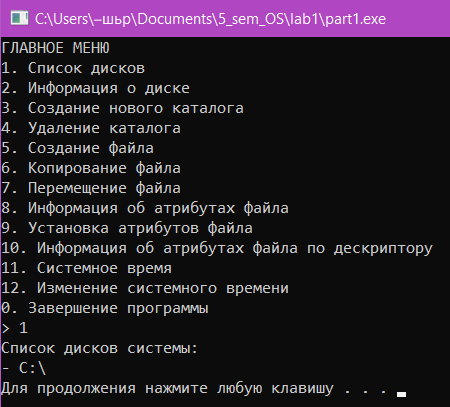 C:\Users\¬шьр\Documents\5_sem_OS\lab1\part1.exe
ГЛАВНОЕ МЕНЮ
1. Список дисков
2. Информация о диске
3. Создание нового каталога
4. Удаление каталога
5. Создание файла
6. Копирование файла
7. Перемещение файла
8. Информация об атрибутах файла
9. Установка атрибутов файла
10. Информация об атрибутах файла по дескриптору
11. Системное время
12. Изменение системного времени
0. Завершение программы
> 1
Список дисков системы:
- C:\
Для продолжения нажмите любую клавишу . . .